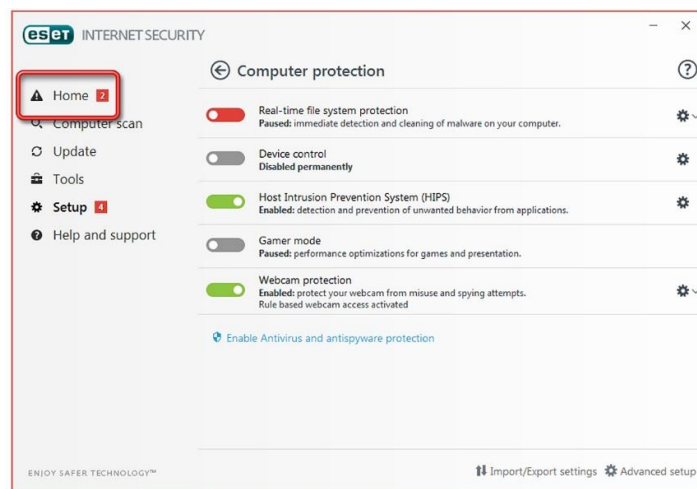 eset INTERNET SECURITY
Computer protection
Home 2
Computer scan
Update
Tools
Setup 4
Help and support
Real-time file system protection
Paused: immediate detection and cleaning of malware on your computer.
Device control
Disabled permanently
Host Intrusion Prevention System (HIPS)
Enabled: detection and prevention of unwanted behavior from applications.
Gamer mode
Paused: performance optimizations for games and presentation.
Webcam protection
Enabled: protect your webcam from misuse and spying attempts.
Rule based webcam access activated
Enable Antivirus and antispyware protection
ENJOY SAFER TECHNOLOGY™
Import/Export settings Advanced setup